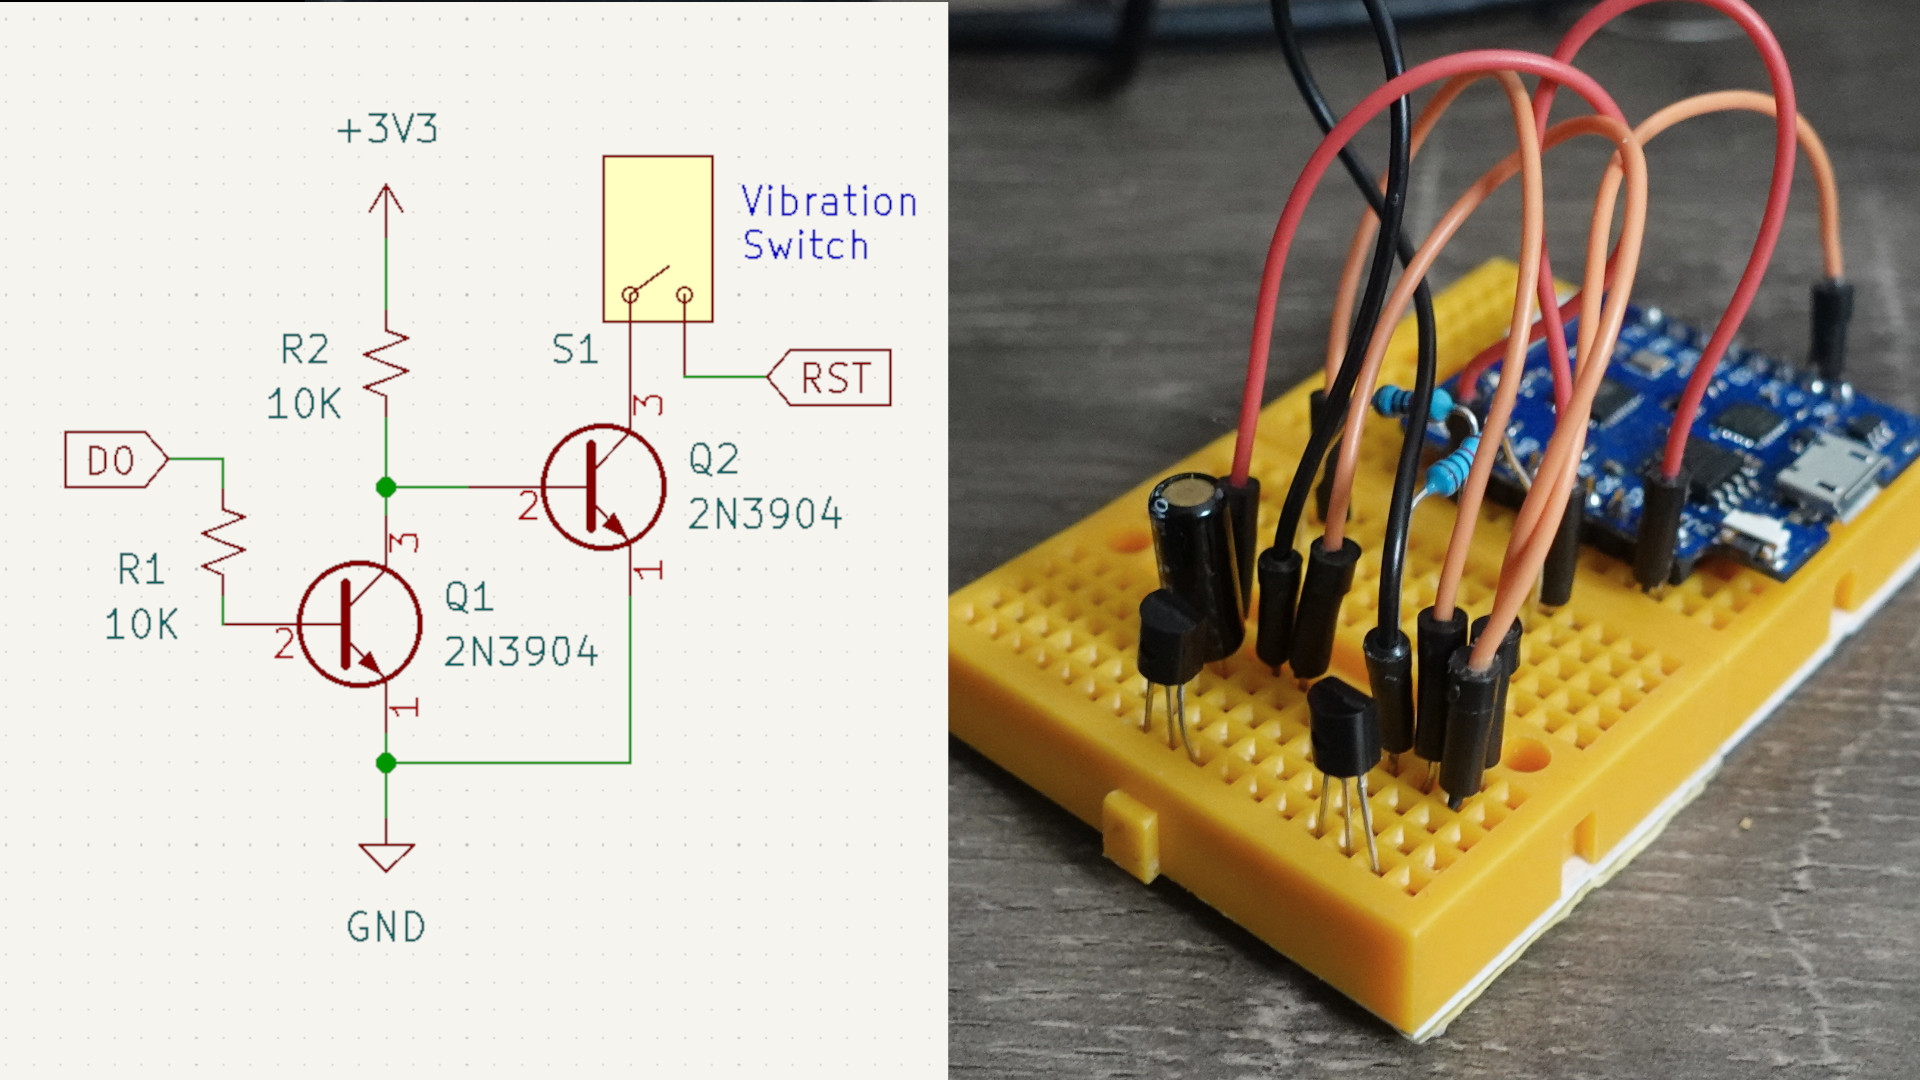 +3V3
Vibration
Switch
R2
10K
S1
RST
3
D0
Q2
2N3904
2
3
1
R1
10K
Q1
2N3904
2
1
GND